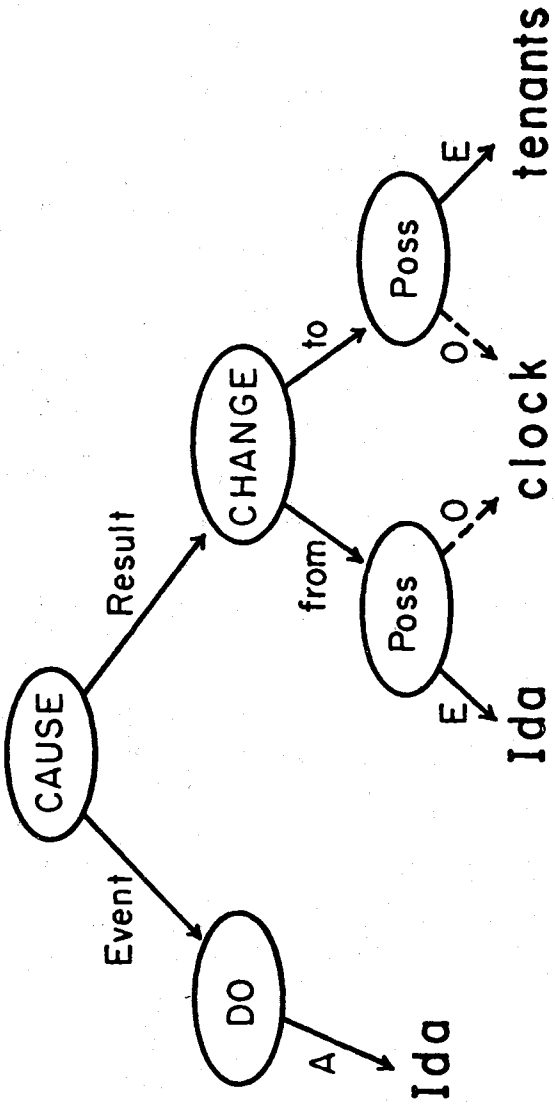 CAUSE
Event
Result
DO
CHANGE
A
from
to
Ida
Poss
Poss
E
O
O
E
Ida
clock
tenants